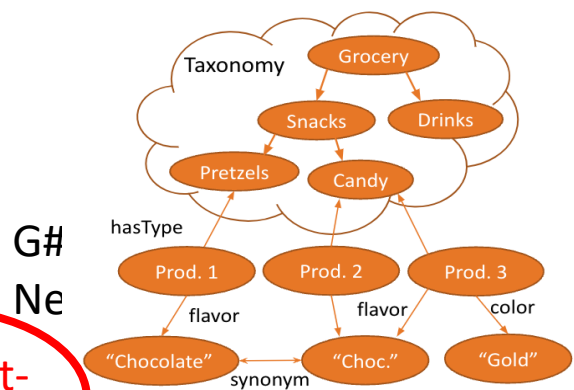 Grocery
Taxonomy
Snacks
Drinks
Pretzels
Candy
hasType
G#
Prod. 1
Prod. 2
Prod. 3
Ne
flavor
flavor
color
“Chocolate”
“Choc.”
“Gold”
t-
synonym